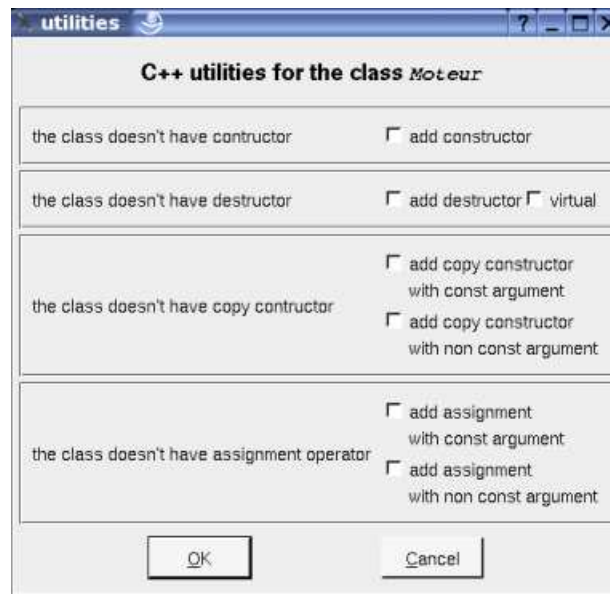 utilities
C++ utilities for the class Moteur
the class doesn't have contructor
add constructor
the class doesn't have destructor
add destructor
virtual
the class doesn't have copy contructor
add copy constructor
with const argument
add copy constructor
with non const argument
the class doesn't have assignment operator
add assignment
with const argument
add assignment
with non const argument
OK
Cancel